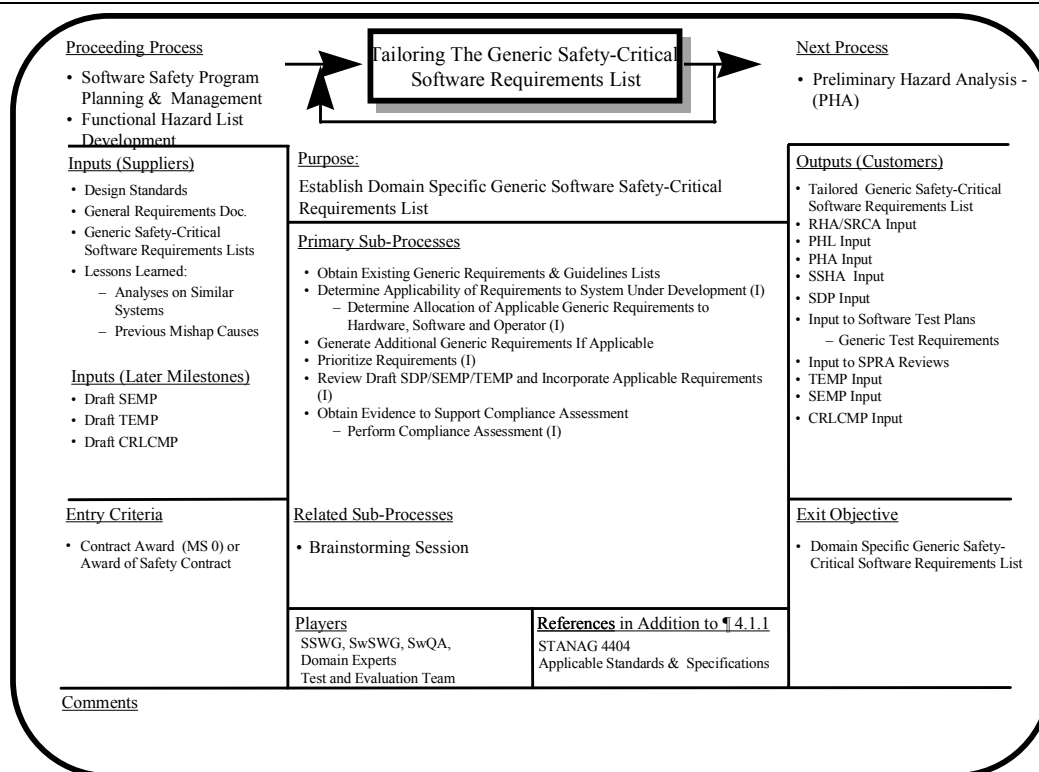 Proceeding Process
• Software Safety Program
Planning & Management
• Functional Hazard List
Development
Tailoring The Generic Safety-Critical
Software Requirements List
Next Process
• Preliminary Hazard Analysis -
(PHA)
Inputs (Suppliers)
• Design Standards
• General Requirements Doc.
• Generic Safety-Critical
Software Requirements Lists
• Lessons Learned:
– Analyses on Similar
Systems
– Previous Mishap Causes
Inputs (Later Milestones)
• Draft SEMP
• Draft TEMP
• Draft CRLCMP
Purpose:
Establish Domain Specific Generic Software Safety-Critical
Requirements List
Primary Sub-Processes
• Obtain Existing Generic Requirements & Guidelines Lists
• Determine Applicability of Requirements to System Under Development (I)
– Determine Allocation of Applicable Generic Requirements to
Hardware, Software and Operator (I)
• Generate Additional Generic Requirements If Applicable
• Prioritize Requirements (I)
• Review Draft SDP/SEMP/TEMP and Incorporate Applicable Requirements
(I)
• Obtain Evidence to Support Compliance Assessment
– Perform Compliance Assessment (I)
Outputs (Customers)
• Tailored Generic Safety-Critical
Software Requirements List
• RHA/SRCA Input
• PHL Input
• PHA Input
• SSHA Input
• SDP Input
• Input to Software Test Plans
– Generic Test Requirements
• Input to SPRA Reviews
• TEMP Input
• SEMP Input
• CRLCMP Input
Entry Criteria
• Contract Award (MS 0) or
Award of Safety Contract
Related Sub-Processes
• Brainstorming Session
Exit Objective
• Domain Specific Generic Safety-
Critical Software Requirements List
Players
SSWG, SwSWG, SwQA,
Domain Experts
Test and Evaluation Team
References in Addition to ¶ 4.1.1
STANAG 4404
Applicable Standards & Specifications
Comments